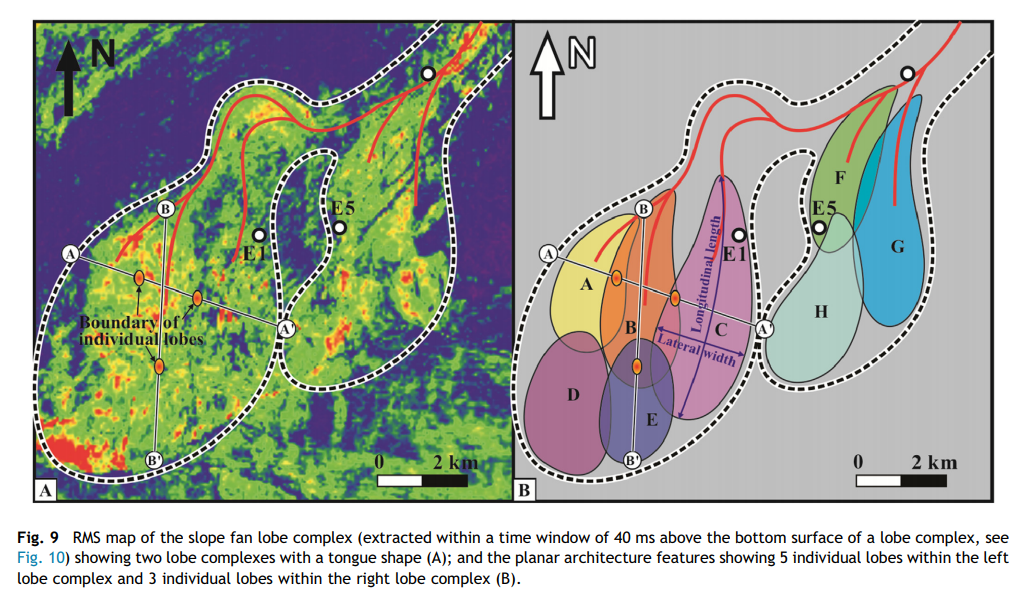 N
N
B
B
E5
E5
F
A
E1
A
E1
G
A
Longitudinal length
H
Boundary of
individual lobes
A'
B
C
A'
Lateral width
D
E
B'
B'
0 2 km
0 2 km
A
B
Fig. 9 RMS map of the slope fan lobe complex (extracted within a time window of 40 ms above the bottom surface of a lobe complex, see
Fig. 10) showing two lobe complexes with a tongue shape (A); and the planar architecture features showing 5 individual lobes within the left
lobe complex and 3 individual lobes within the right lobe complex (B).